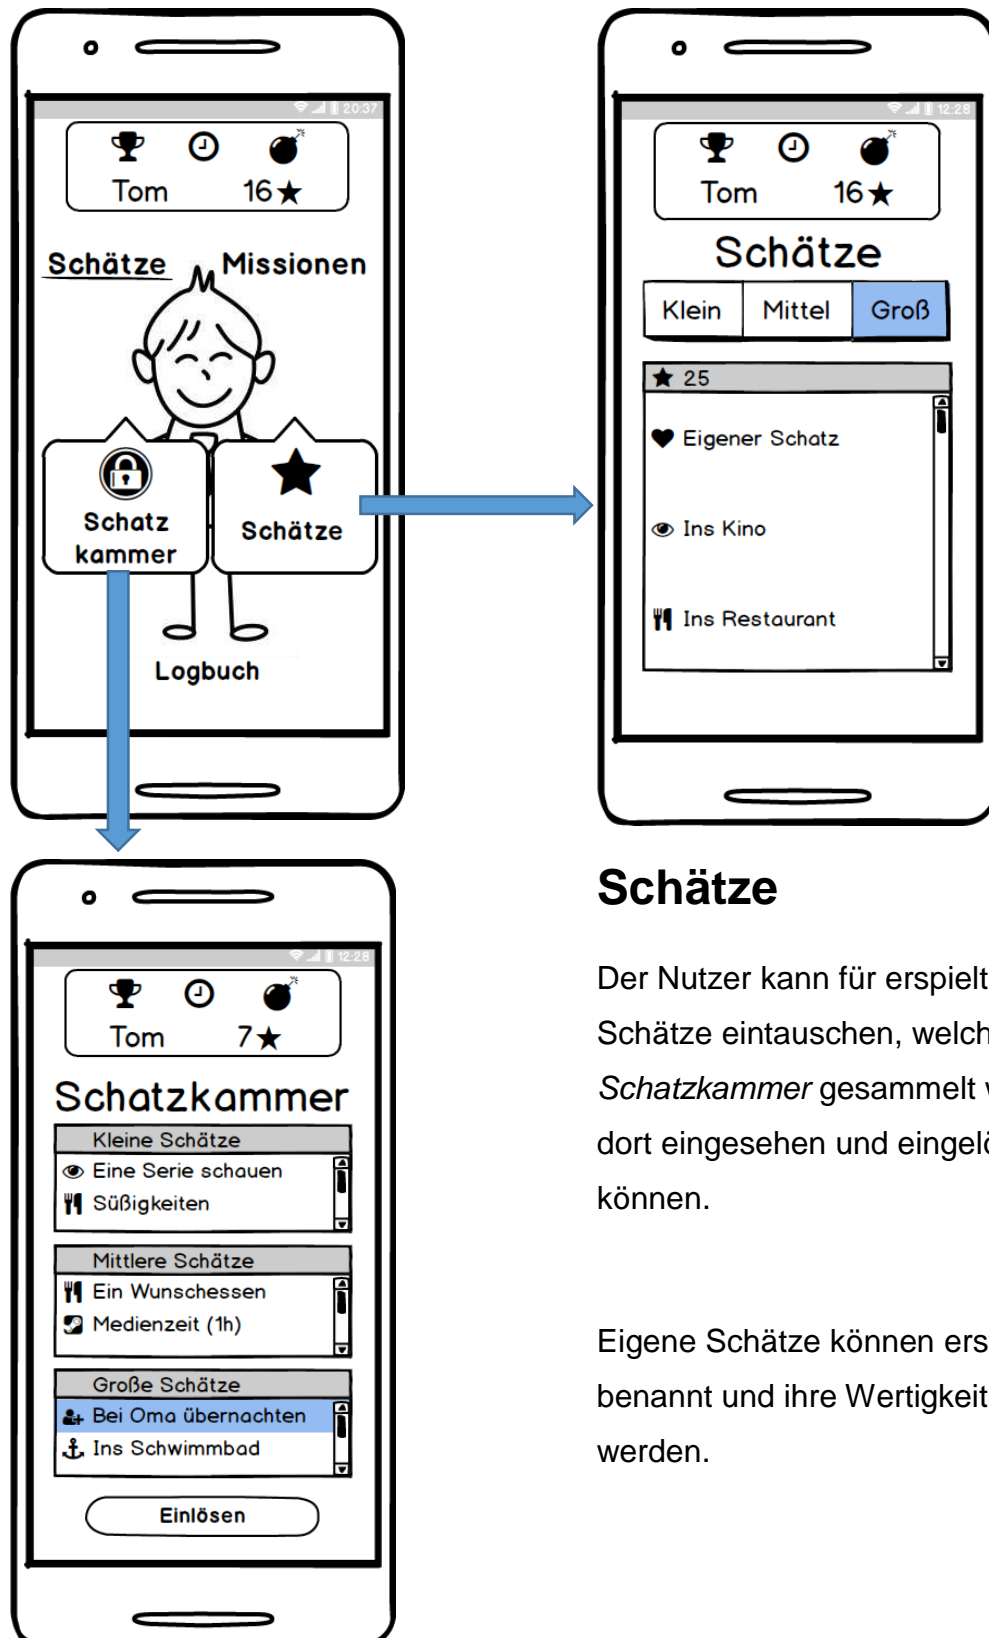 20:37
Tom 16
Schätze Missionen
Schatz
kammer
Schätze
Logbuch
12:28
Tom 16
Schätze
Klein Mittel Groß
25
Eigener Schatz
Ins Kino
Ins Restaurant
12:28
Tom 7
Schatzkammer
Kleine Schätze
Eine Serie schauen
Süßigkeiten
Mittlere Schätze
Ein Wunschessen
Medienzeit (1h)
Große Schätze
Bei Oma übernachten
Ins Schwimmbad
Einlösen
Schätze
Der Nutzer kann für erspielt
Schätze eintauschen, welch
Schatzkammer gesammelt
dort eingesehen und eingelö
können.
Eigene Schätze können ers
benannt und ihre Wertigkeit
werden.